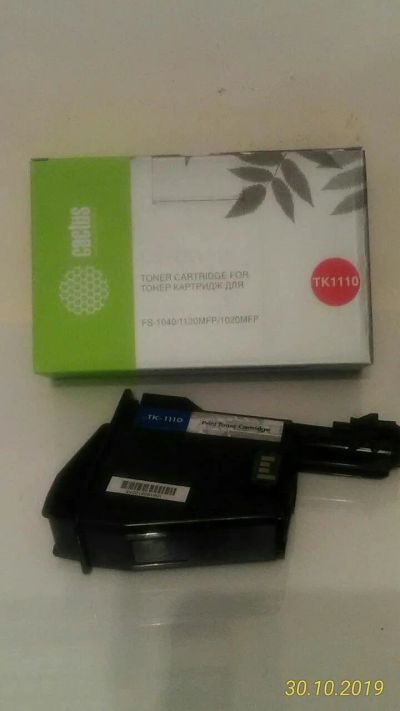 cactus
TONER CARTRIDGE FOR
ТОНЕР КАРТРИДЖ ДЛЯ
TK1110
FS-1040/1120MFP/1020MFP
TK-1110
Print Toner Cartridge
30.10.2019